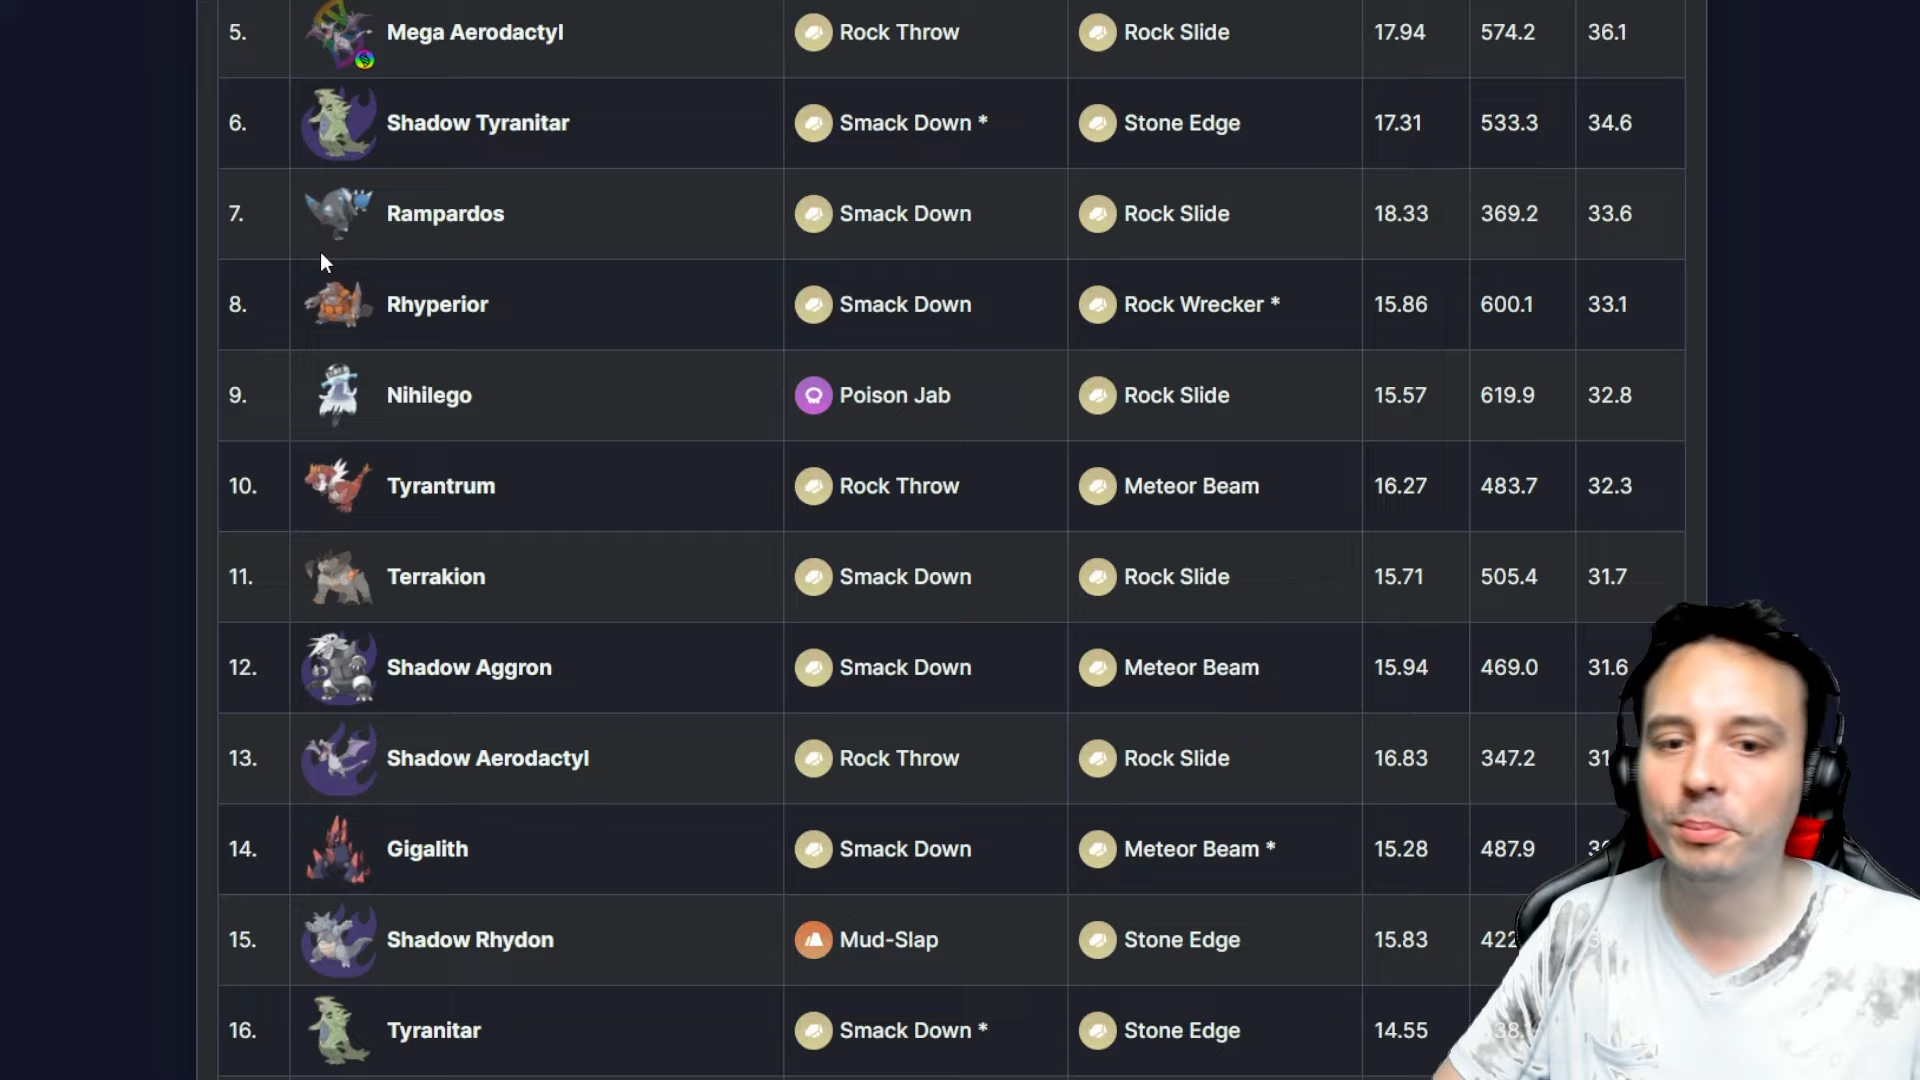 5. Mega Aerodactyl Rock Throw Rock Slide 17.94 574.2 36.1
6. Shadow Tyranitar Smack Down * Stone Edge 17.31 533.3 34.6
7. Rampardos Smack Down Rock Slide 18.33 369.2 33.6
8. Rhyperior Smack Down Rock Wrecker * 15.86 600.1 33.1
9. Nihilego Poison Jab Rock Slide 15.57 619.9 32.8
10. Tyrantrum Rock Throw Meteor Beam 16.27 483.7 32.3
11. Terrakion Smack Down Rock Slide 15.71 505.4 31.7
12. Shadow Aggron Smack Down Meteor Beam 15.94 469.0 31.6
13. Shadow Aerodactyl Rock Throw Rock Slide 16.83 347.2
14. Gigalith Smack Down Meteor Beam * 15.28 487.9
15. Shadow Rhydon Mud-Slap Stone Edge 15.83
16. Tyranitar Smack Down * Stone Edge 14.55